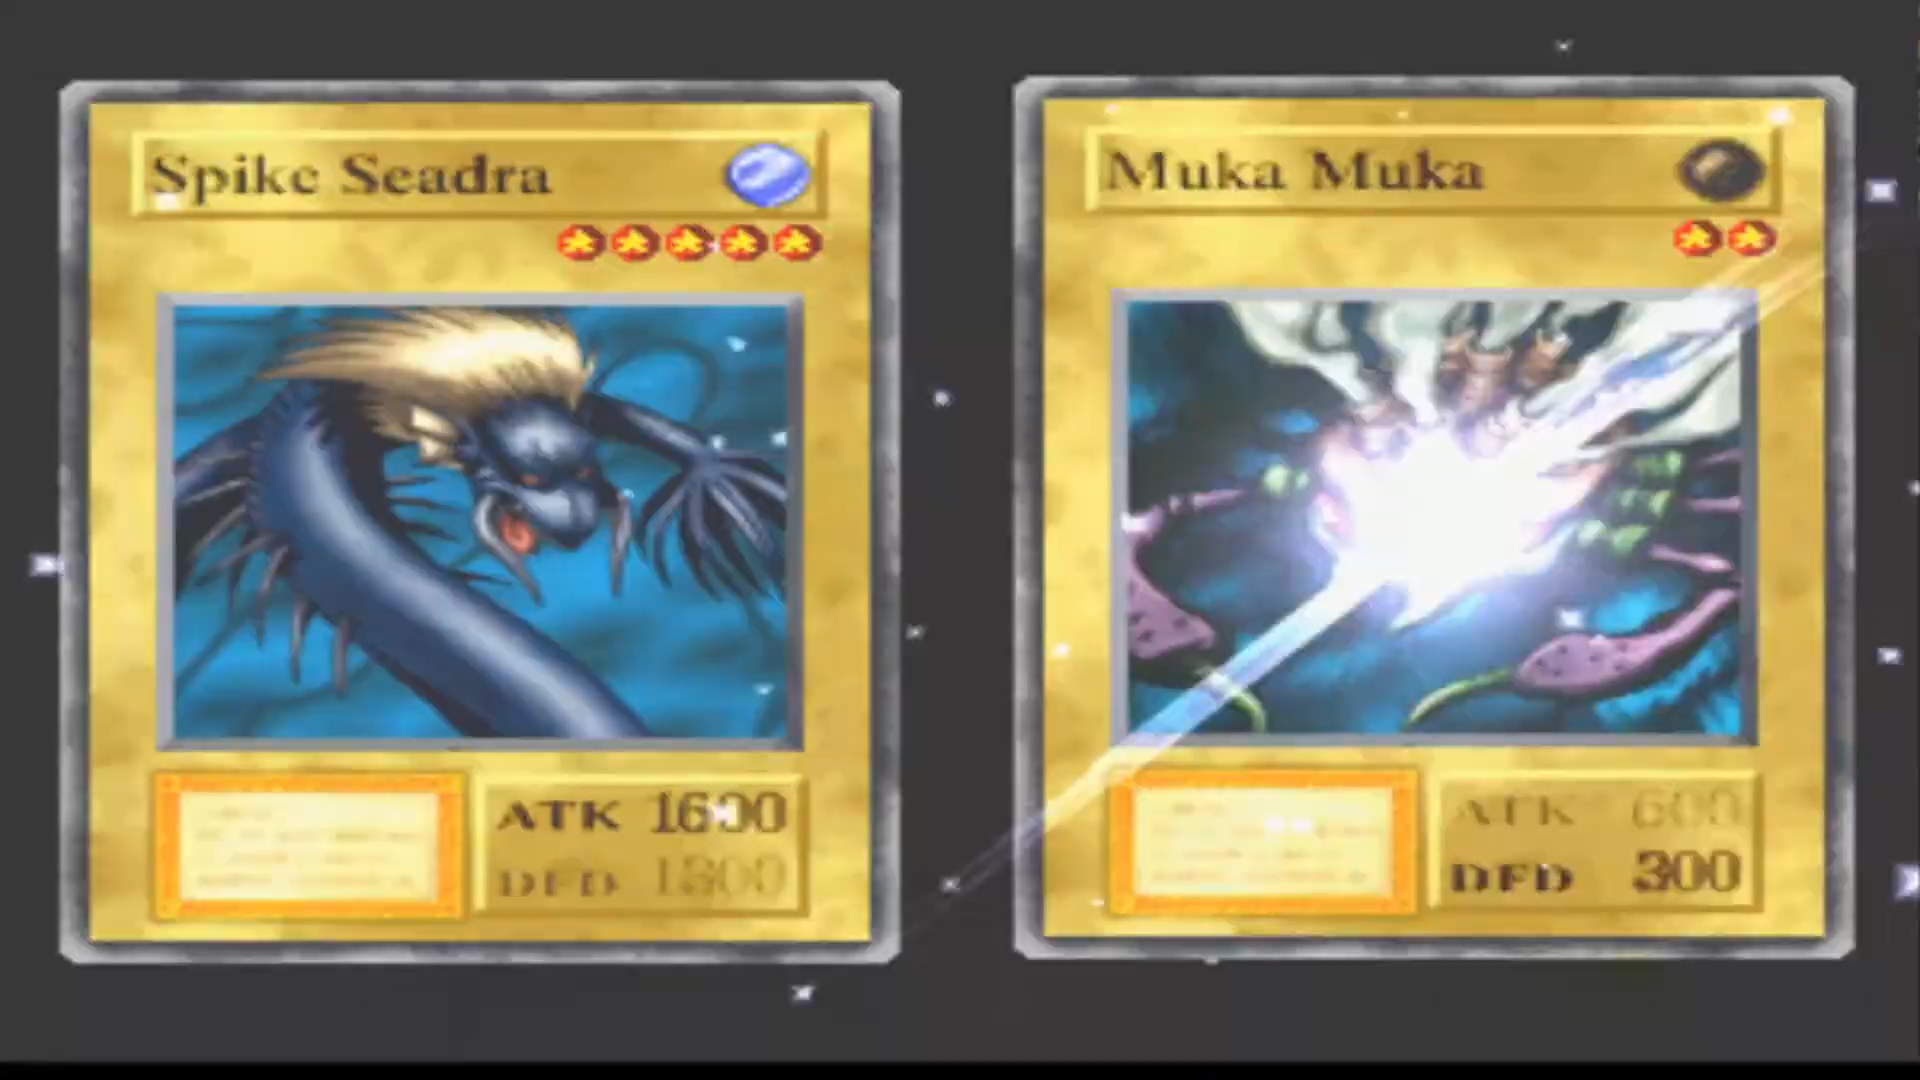 Spike Seadra
ATK 1600
DFD 1300
Muka Muka
ATK 600
DFD 300